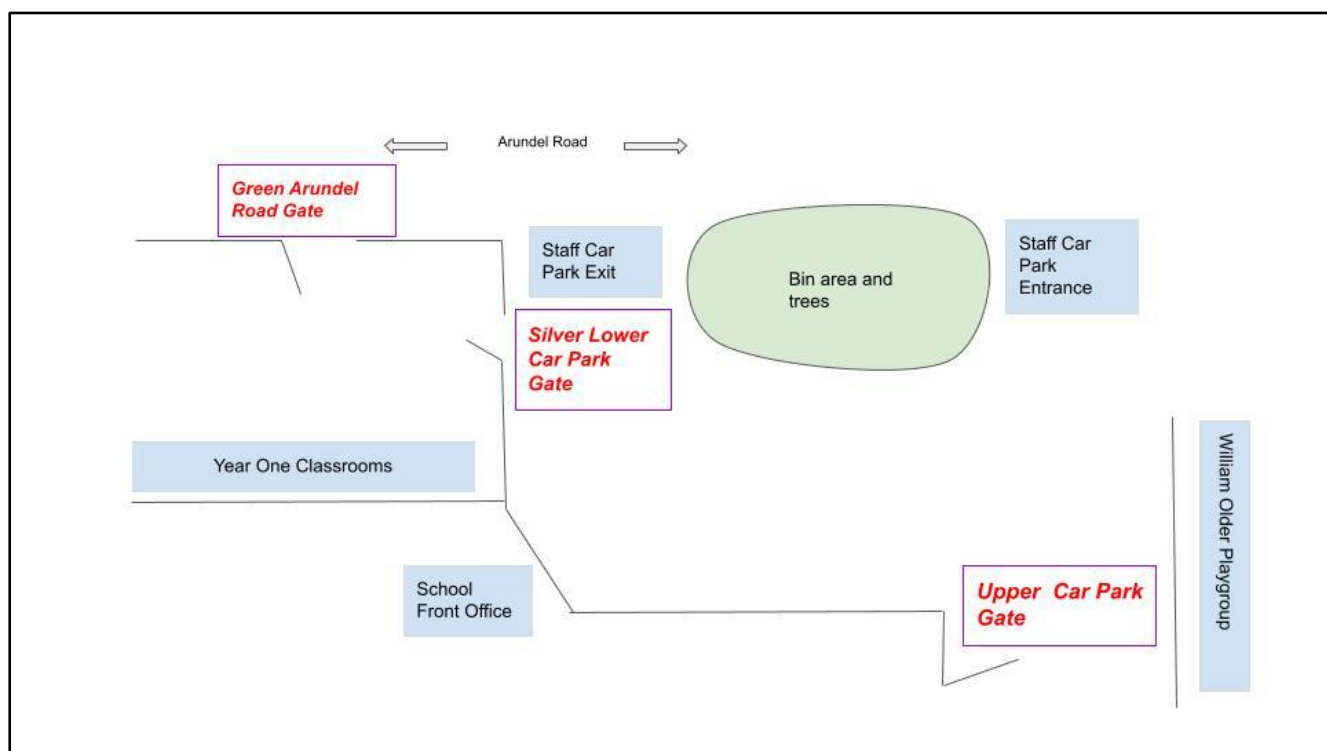 Arundel Road
Green Arundel
Road Gate
Staff Car
Park Exit
Bin area and
trees
Staff Car
Park
Entrance
Silver Lower
Car Park
Gate
Year One Classrooms
William Older Playgroup
School
Front Office
Upper Car Park
Gate